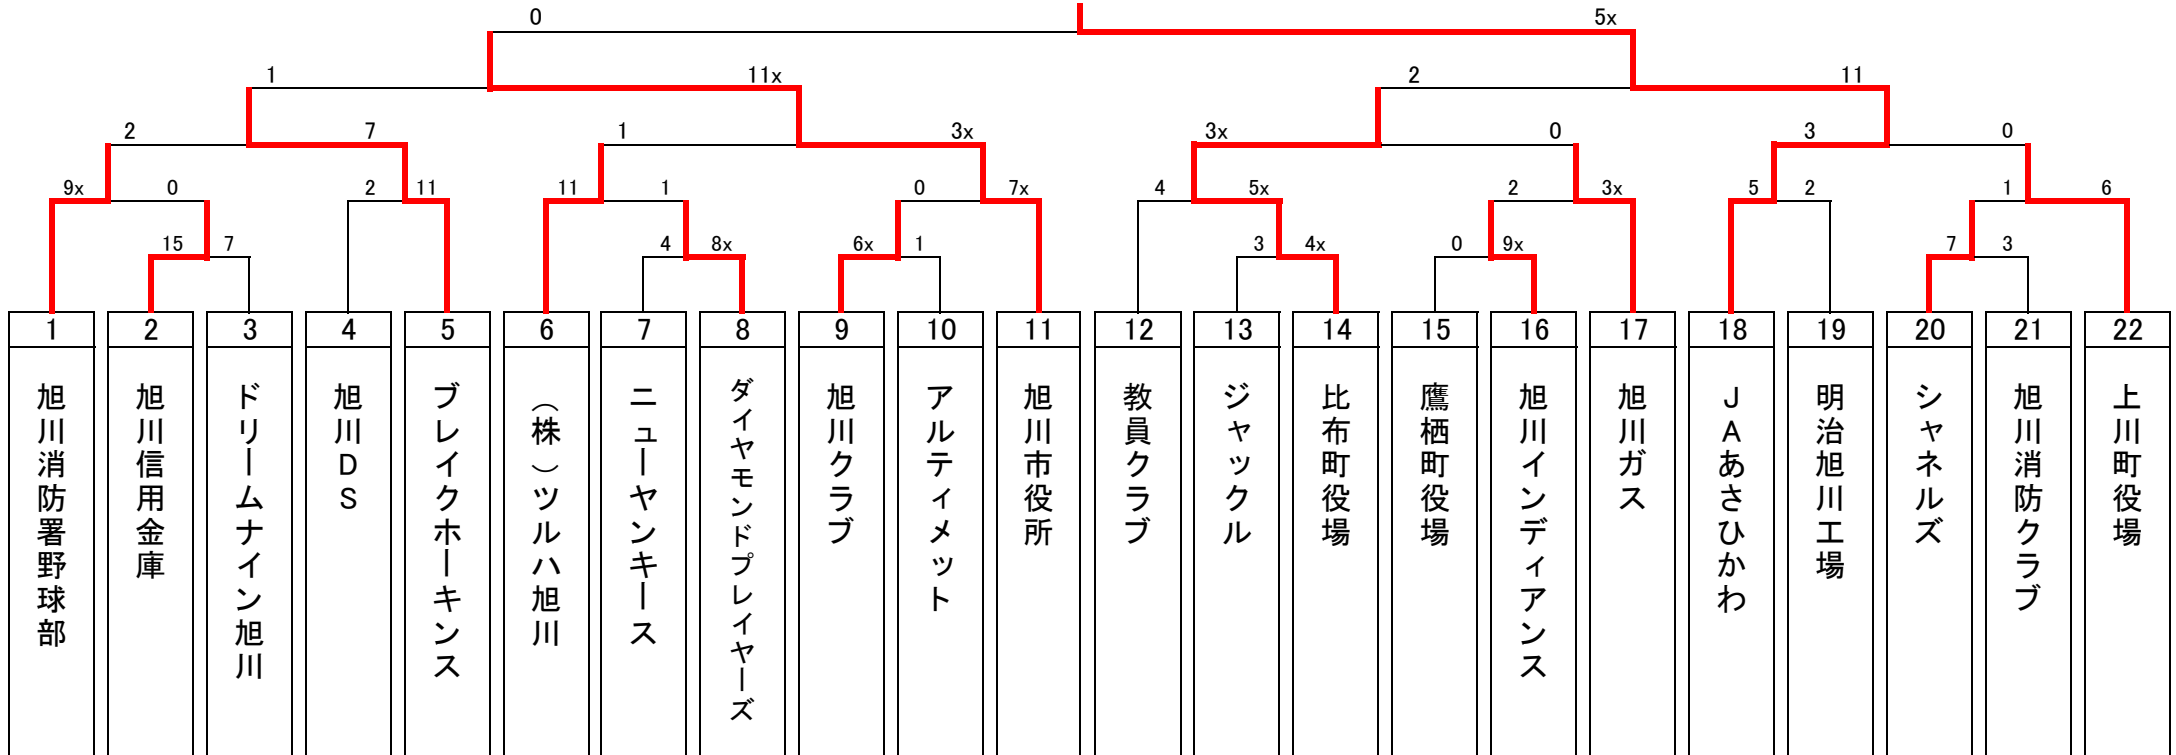 0 5x
1 11x 2 11
2 7 1 3x 3x 0 3 0
9x 0 2 11 11 1 0 7x 4 5x 2 3x 5 2 1 6
15 7 4 8x 6x 1 3 4x 0 9x 7 3
1 2 3 4 5 6 7 8 9 10 11 12 13 14 15 16 17 18 19 20 21 22
旭川消防署野球部
旭川信用金庫
ドリームナイン旭川
旭川DS
ブレイクホーキンス
（株）ツルハ旭川
ニューヤンキース
ダイヤモンドプレイヤーズ
旭川クラブ
アルティメット
旭川市役所
教員クラブ
ジャックル
比布町役場
鷹栖町役場
旭川インディアンス
旭川ガス
JAあさひかわ
明治旭川工場
シャネルズ
旭川消防クラブ
上川町役場